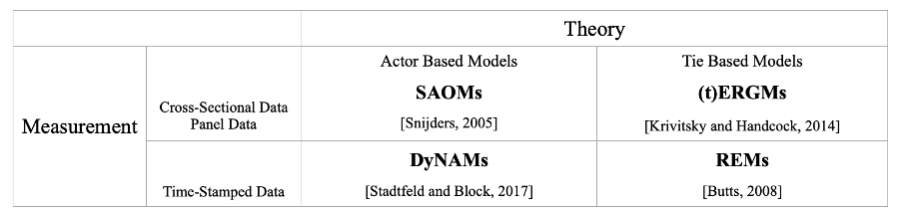 Theory
Actor Based Models
Tie Based Models
SAOMs
(t)ERGMs
Cross-Sectional Data
Panel Data
[Snijders, 2005]
[Krivitsky and Handcock, 2014]
Measurement
DyNAMs
REMs
Time-Stamped Data
[Stadtfeld and Block, 2017]
[Butts, 2008]